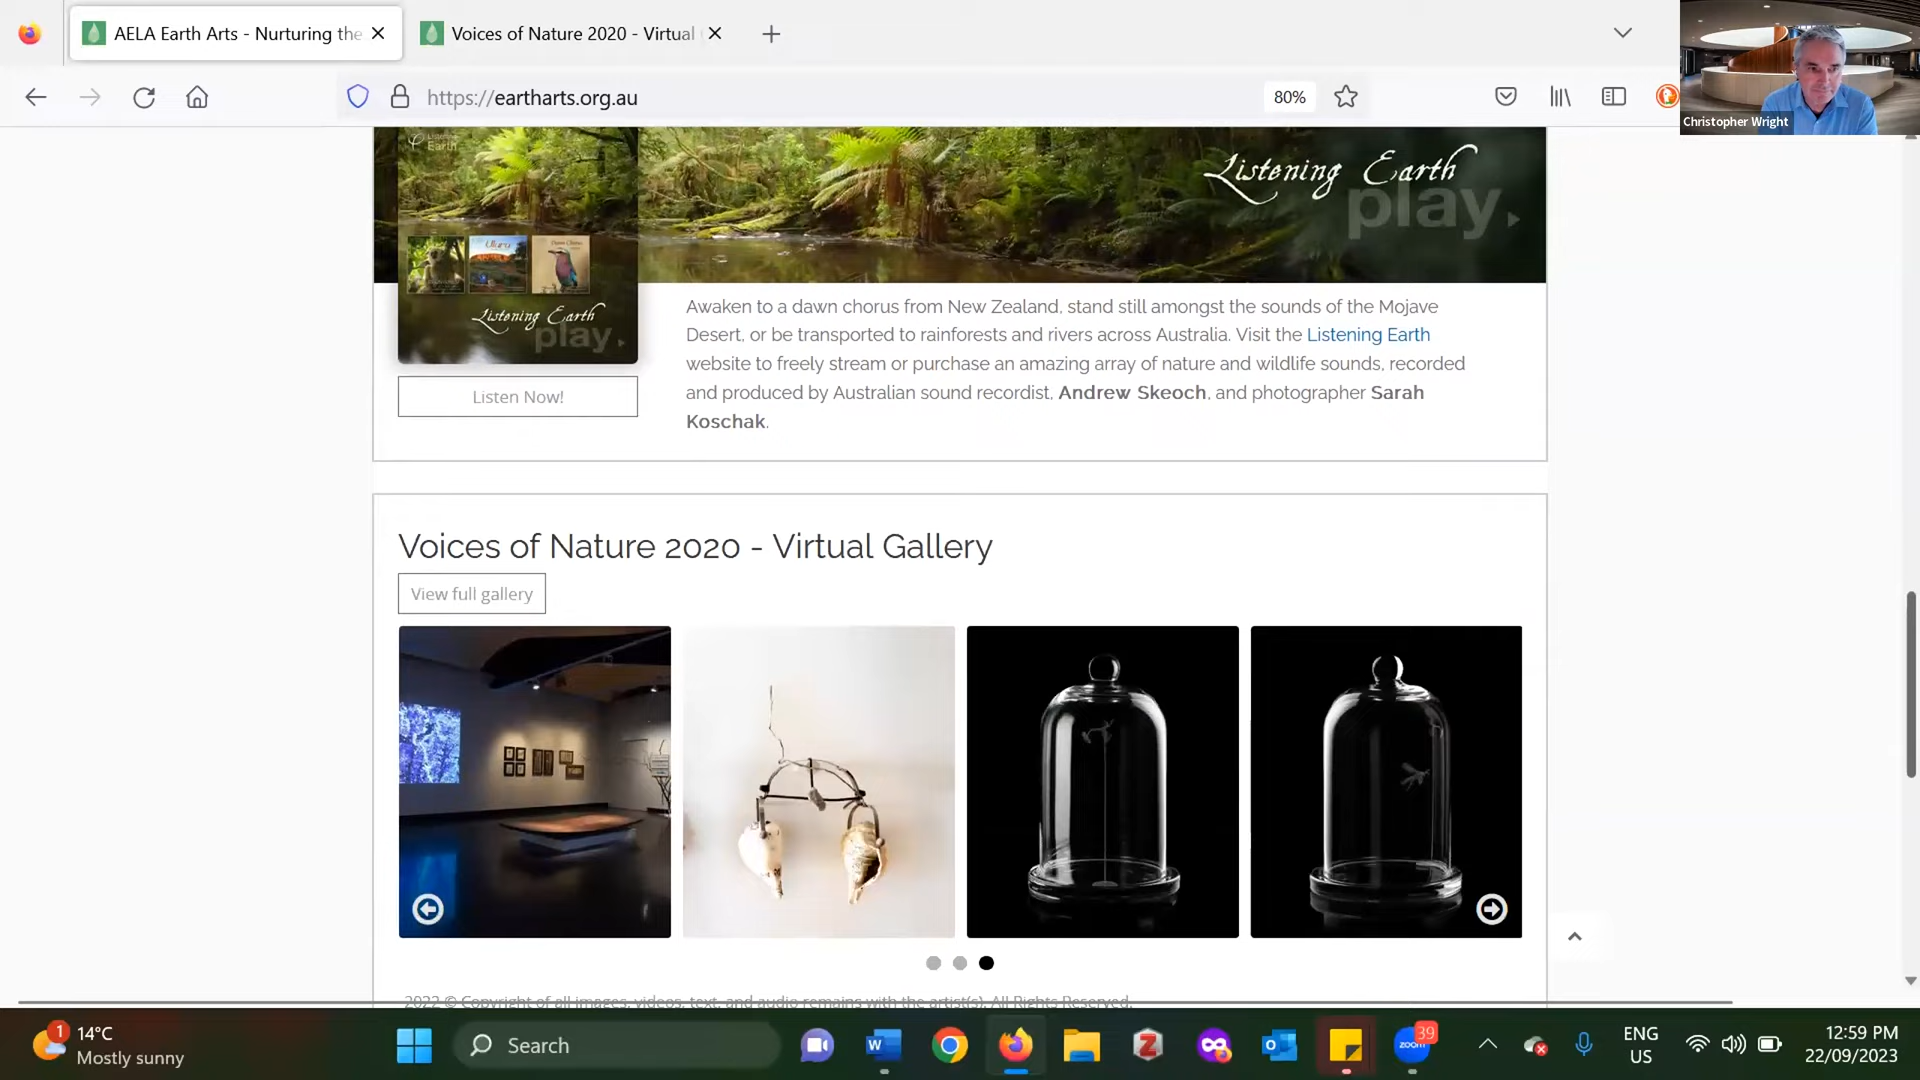 AELA Earth Arts - Nurturing the
Voices of Nature 2020 - Virtual
https://eartharts.org.au
80%
Christopher Wright
Listening
Earth
Listening Earth
play
Listening Earth
play
Awaken to a dawn chorus from New Zealand, stand still amongst the sounds of the Mojave
Desert, or be transported to rainforests and rivers across Australia. Visit the Listening Earth
website to freely stream or purchase an amazing array of nature and wildlife sounds, recorded
and produced by Australian sound recordist, Andrew Skeoch, and photographer Sarah
Koschak.
Listen Now!
Voices of Nature 2020 - Virtual Gallery
View full gallery
2022 © Copyright of all images, videos, text, and audio remains with the artist(s). All Rights Reserved.
1
14°C
Mostly sunny
Search
W
Z
O
zoom
39
ENG
US
12:59 PM
22/09/2023